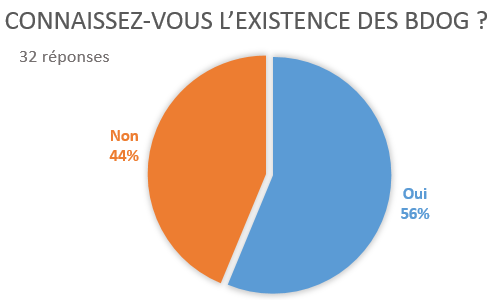 CONNAISSEZ-VOUS L’EXISTENCE DES BDOG ?
32 réponses
Non
44%
Oui
56%